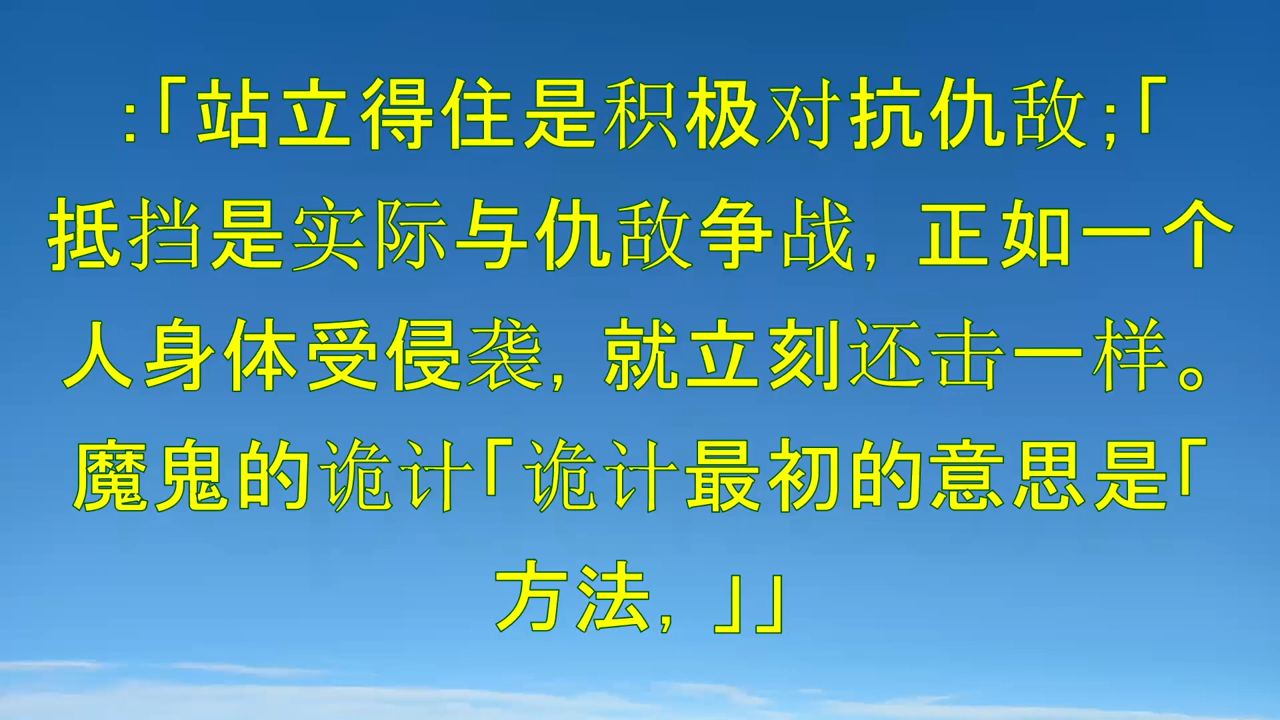 :「站立得住是积极对抗仇敌;「
抵挡是实际与仇敌争战, 正如一个
人身体受侵袭, 就立刻还击一样。
魔鬼的诡计「诡计最初的意思是「
方法, 」」